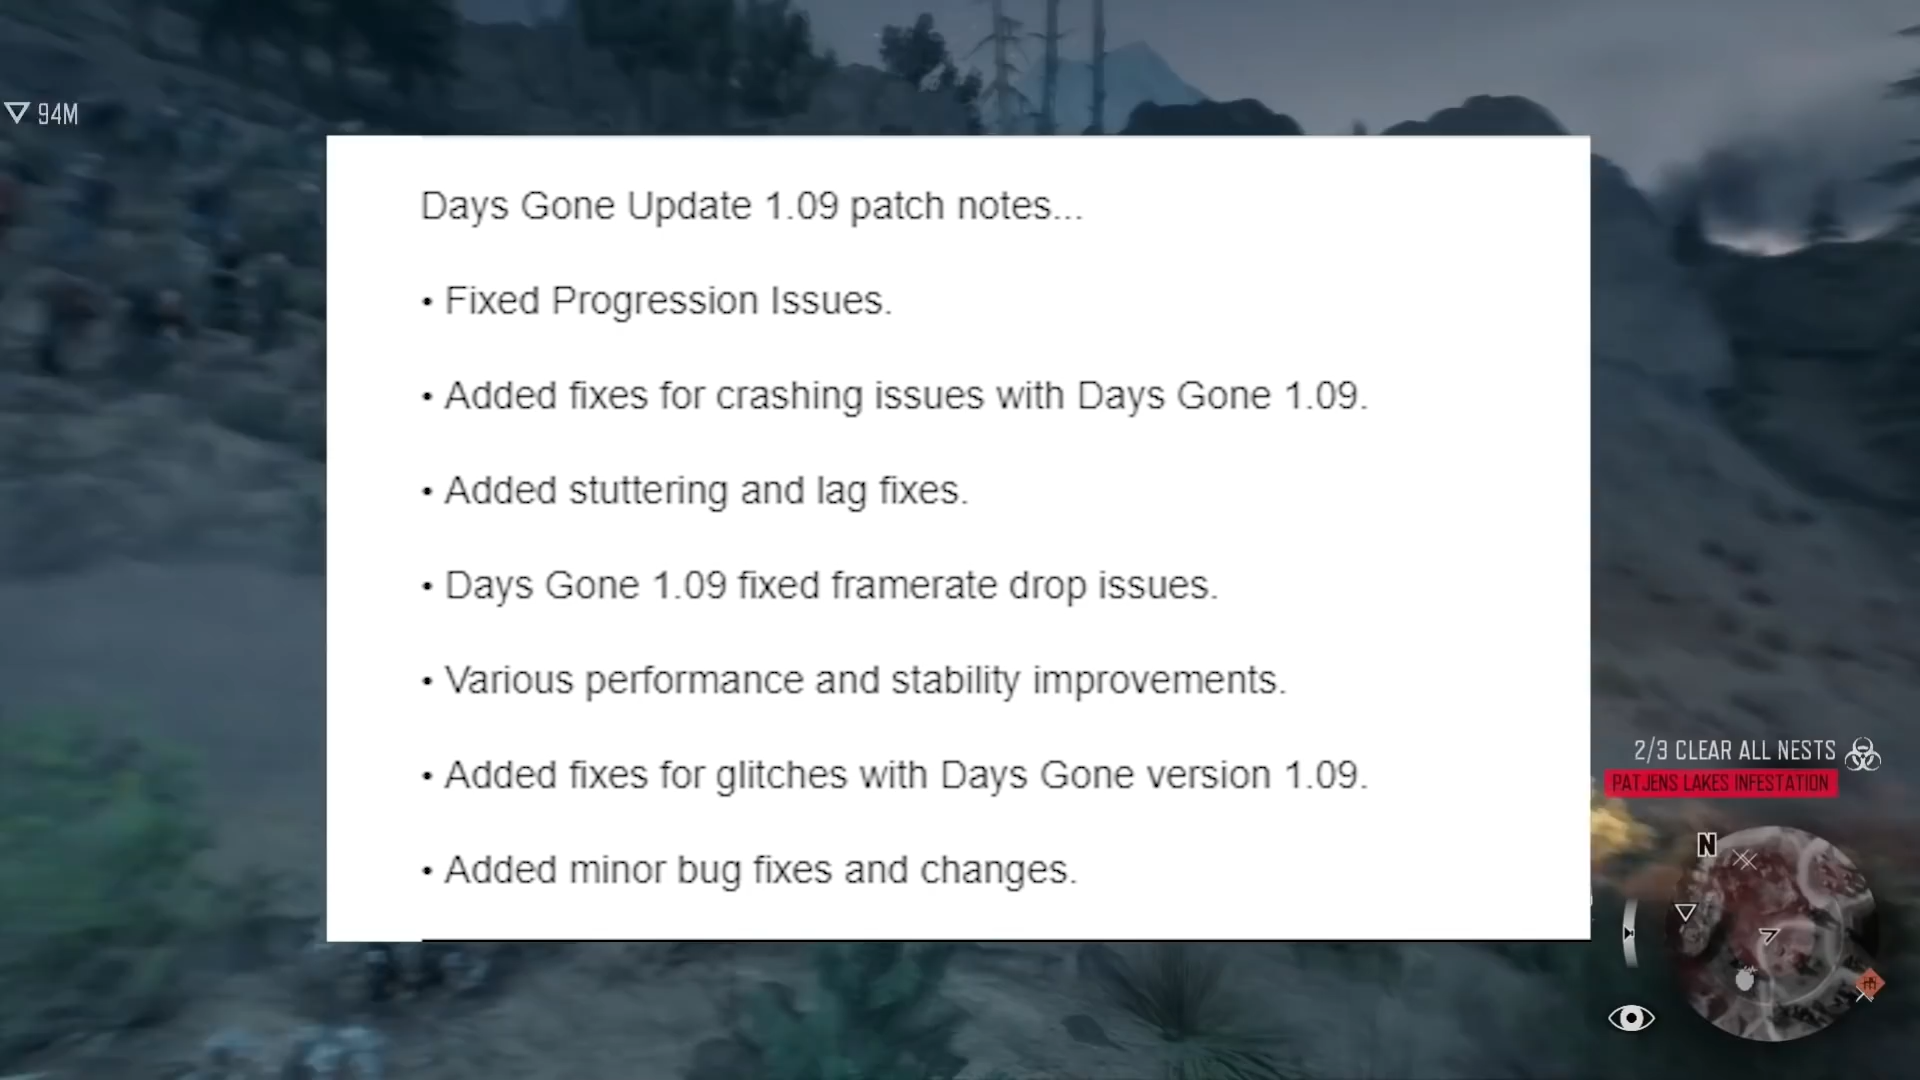 94M
Days Gone Update 1.09 patch notes...
• Fixed Progression Issues.
• Added fixes for crashing issues with Days Gone 1.09.
• Added stuttering and lag fixes.
• Days Gone 1.09 fixed framerate drop issues.
• Various performance and stability improvements.
• Added fixes for glitches with Days Gone version 1.09.
• Added minor bug fixes and changes.
2/3 CLEAR ALL NESTS
PATJENS LAKES INFESTATION
N